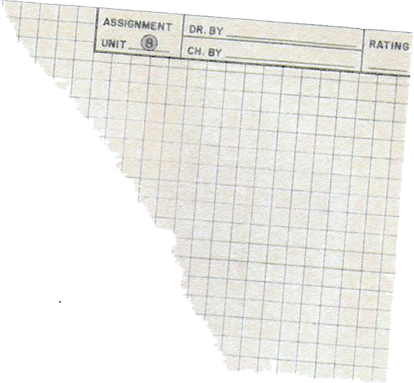 ASSIGNMENT
UNIT 8
DR. BY
CH. BY
RATING